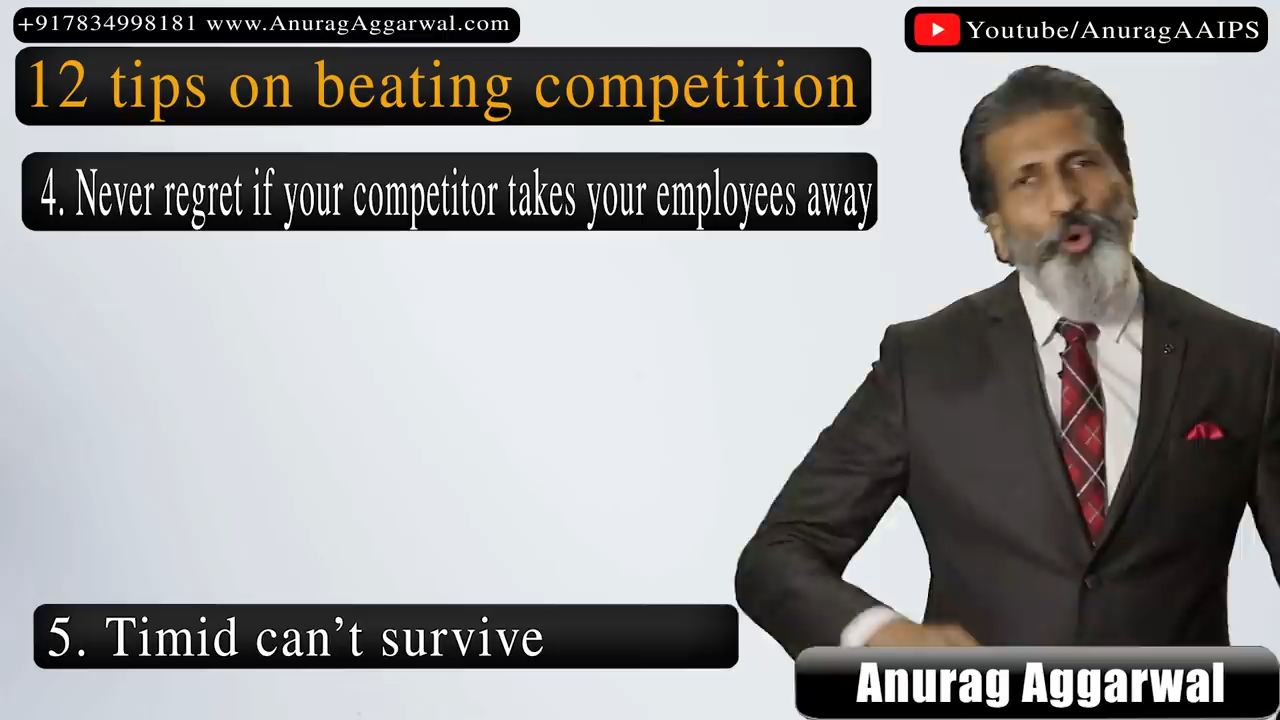 +917834998181 www.AnuragAggarwal.com
Youtube/AnuragAAIPS
12 tips on beating competition
4. Never regret if your competitor takes your employees away
5. Timid can’t survive
Anurag Aggarwal